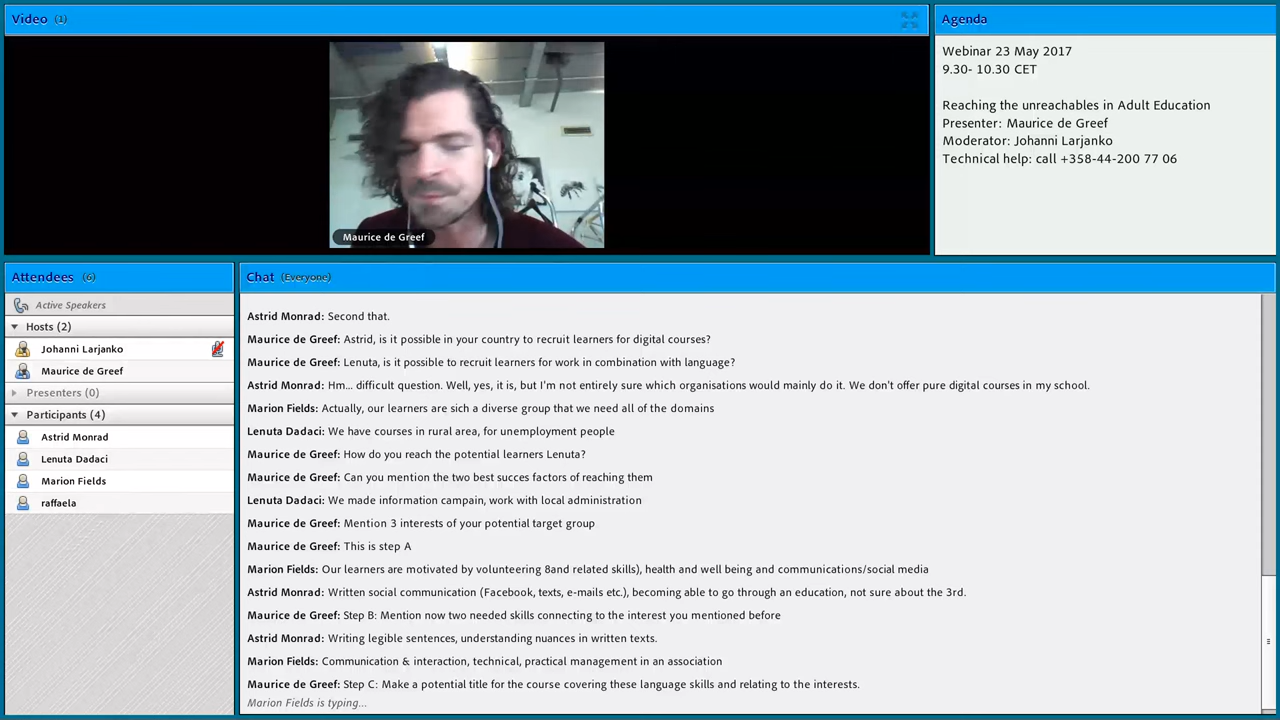 Video (1)
Maurice de Greef
Agenda
Webinar 23 May 2017
9.30- 10.30 CET
Reaching the unreachables in Adult Education
Presenter: Maurice de Greef
Moderator: Johanni Larjanko
Technical help: call +358-44-200 77 06
Attendees (6)
Active Speakers
Hosts (2)
Johanni Larjanko
Maurice de Greef
Presenters (0)
Participants (4)
Astrid Monrad
Lenuta Dadaci
Marion Fields
raffaela
Chat (Everyone)
Astrid Monrad: Second that.
Maurice de Greef: Astrid, is it possible in your country to recruit learners for digital courses?
Maurice de Greef: Lenuta, is it possible to recruit learners for work in combination with language?
Astrid Monrad: Hm... difficult question. Well, yes, it is, but I'm not entirely sure which organisations would mainly do it. We don't offer pure digital courses in my school.
Marion Fields: Actually, our learners are sich a diverse group that we need all of the domains
Lenuta Dadaci: We have courses in rural area, for unemployment people
Maurice de Greef: How do you reach the potential learners Lenuta?
Maurice de Greef: Can you mention the two best succes factors of reaching them
Lenuta Dadaci: We made information campain, work with local administration
Maurice de Greef: Mention 3 interests of your potential target group
Maurice de Greef: This is step A
Marion Fields: Our learners are motivated by volunteering 8and related skills), health and well being and communications/social media
Astrid Monrad: Written social communication (Facebook, texts, e-mails etc.), becoming able to go through an education, not sure about the 3rd.
Maurice de Greef: Step B: Mention now two needed skills connecting to the interest you mentioned before
Astrid Monrad: Writing legible sentences, understanding nuances in written texts.
Marion Fields: Communication & interaction, technical, practical management in an association
Maurice de Greef: Step C: Make a potential title for the course covering these language skills and relating to the interests.
Marion Fields is typing...